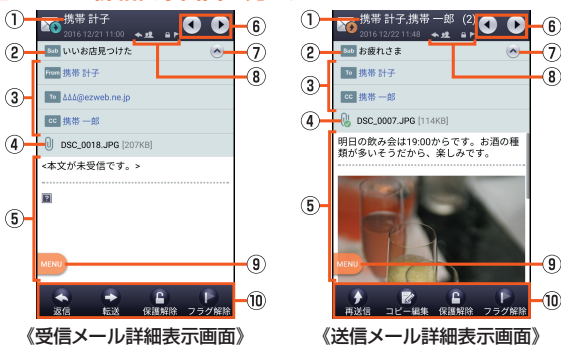 ① 携帯 計子 ⑥
2016/12/21 11:00
② Sub いいお店見つけた ⑦
⑧
From 携帯 計子
③ To △△△@ezweb.ne.jp
CC 携帯 一郎
④ DSC_0018.JPG [207KB]
<本文が未受信です。>
⑤
MENU ⑨
返信 転送 保護解除 フラグ解除 ⑩
《受信メール詳細表示画面》
① 携帯 計子,携帯 一郎 (2) ⑥
2016/12/22 11:48
② Sub お疲れさま ⑦
⑧
To 携帯 計子
③
CC 携帯 一郎
④ DSC_0007.JPG [114KB]
明日の飲み会は19:00からです。お酒の種
類が多いそうだから、楽しみです。
⑤
MENU ⑨
再送信 コピー編集 保護解除 フラグ解除 ⑩
《送信メール詳細表示画面》